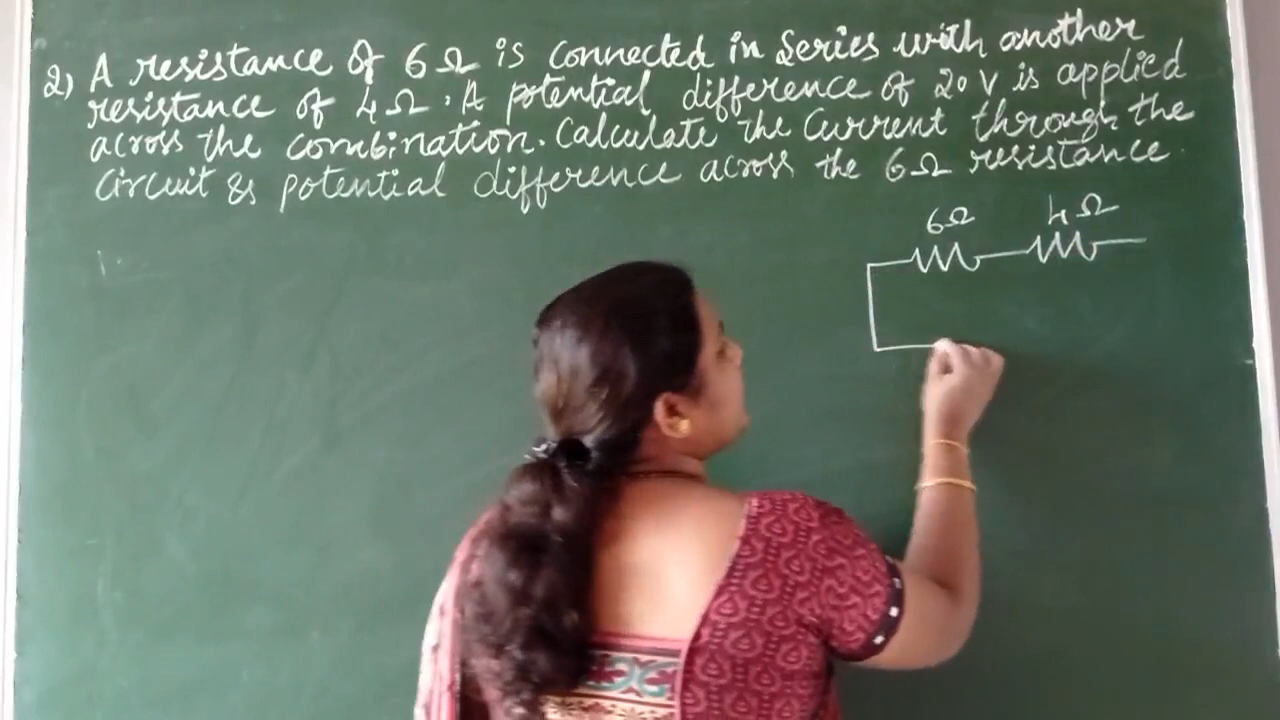 2) A resistance of 6Ω is connected in Series with another
resistance of 4Ω. A potential difference of 20 V is applied
across the combination. Calculate the Current through the
Circuit & potential difference across the 6Ω resistance.
6Ω 4Ω